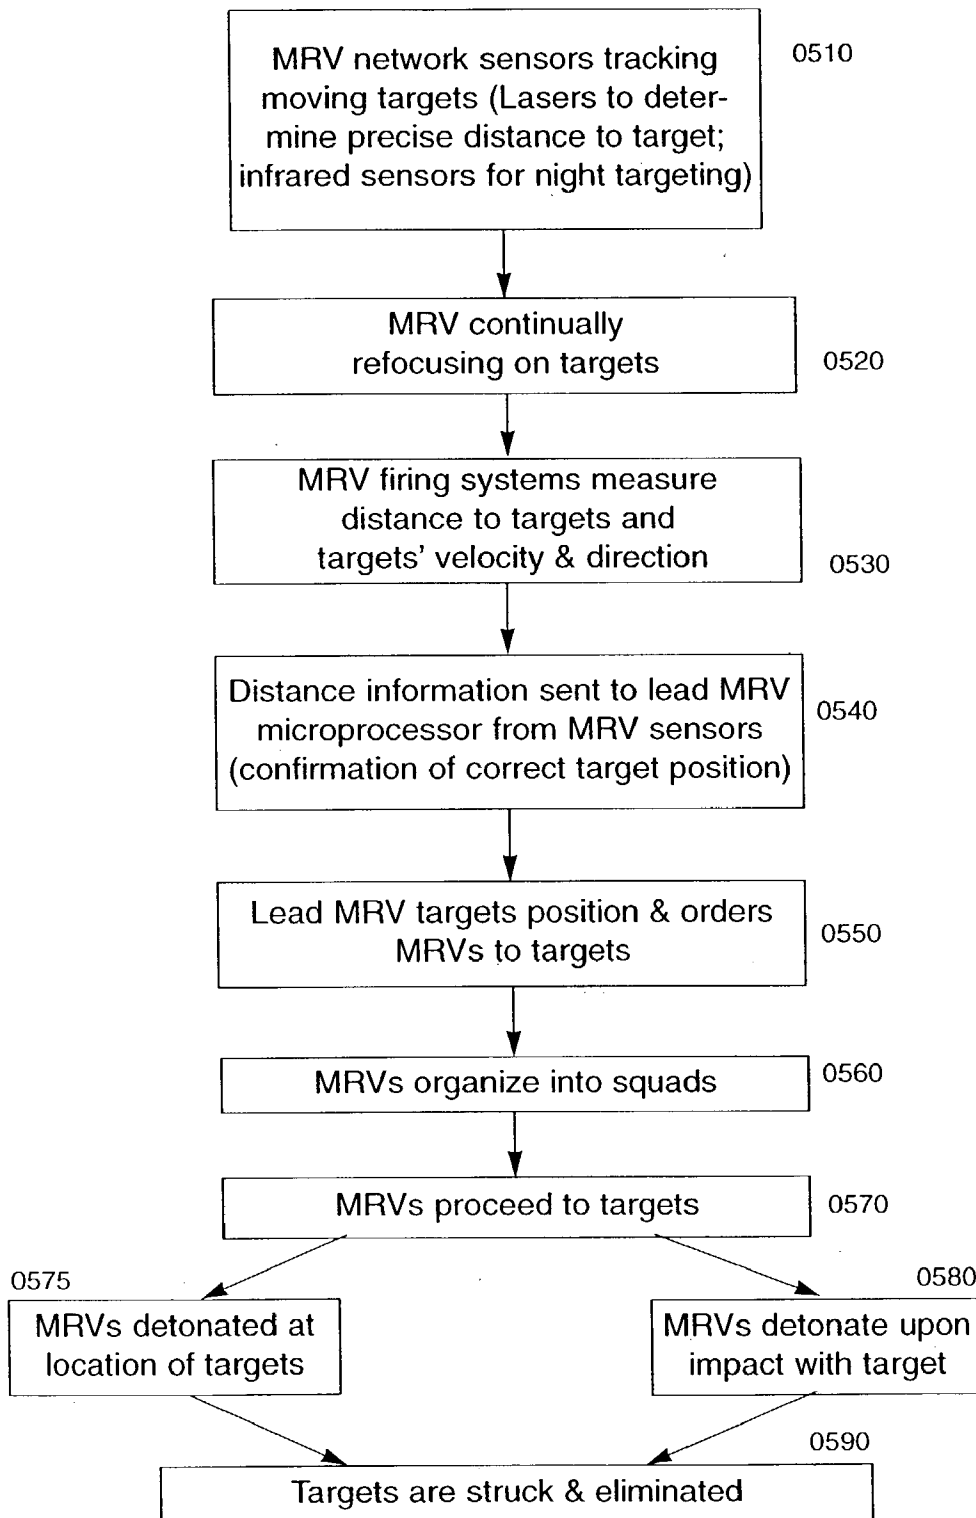 MRV network sensors tracking
moving targets (Lasers to deter-
mine precise distance to target;
infrared sensors for night targeting)
0510
MRV continually
refocusing on targets
0520
MRV firing systems measure
distance to targets and
targets' velocity & direction
0530
Distance information sent to lead MRV
microprocessor from MRV sensors
(confirmation of correct target position)
0540
Lead MRV targets position & orders
MRVs to targets
0550
MRVs organize into squads
0560
MRVs proceed to targets
0570
0575
MRVs detonated at
location of targets
0580
MRVs detonate upon
impact with target
0590
Targets are struck & eliminated